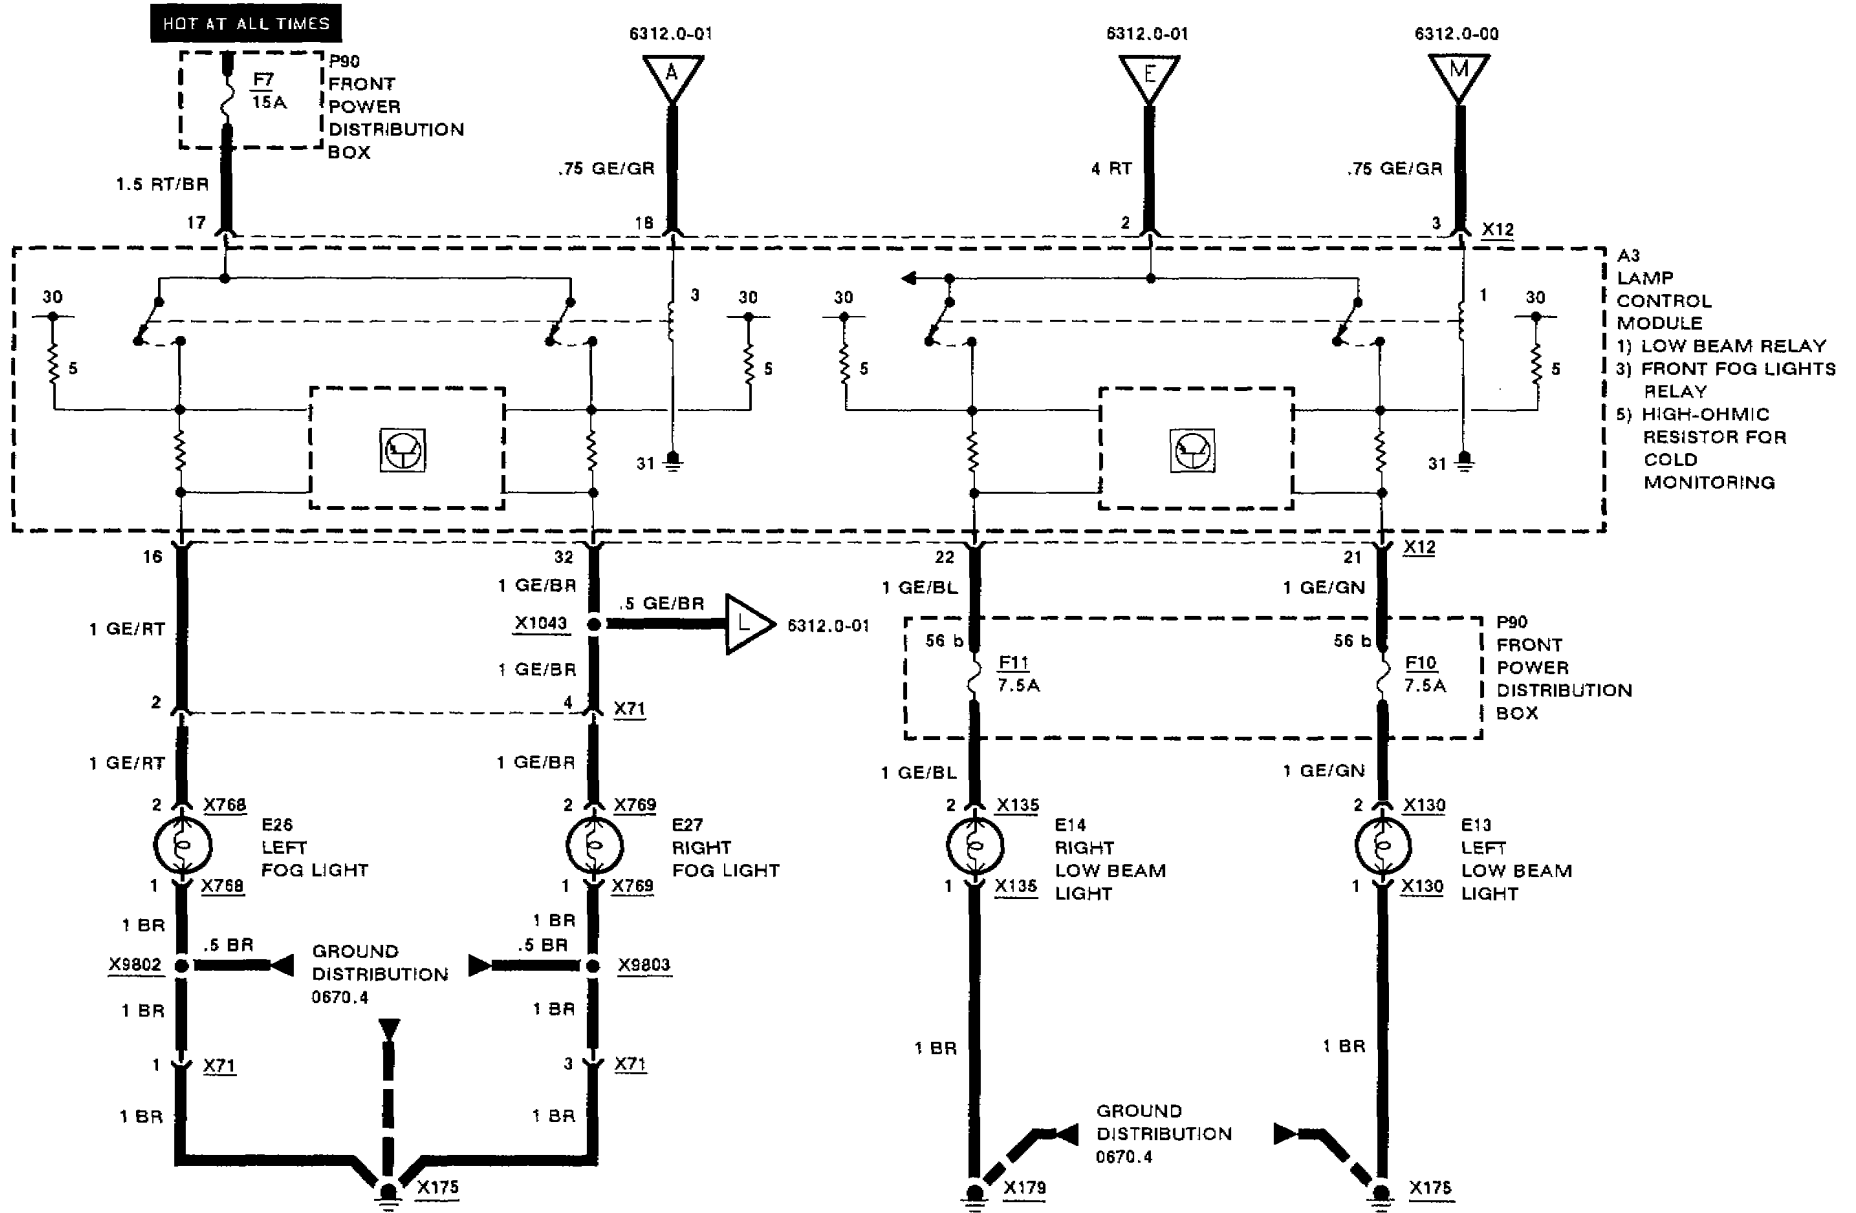 HOT AT ALL TIMES
6312.0-01
6312.0-01
6312.0-00
P90
FRONT
POWER
DISTRIBUTION
BOX
F7
15A
A
E
M
1.5 RT/BR
.75 GE/GR
4 RT
.75 GE/GR
17
18
2
3
X12
A3
LAMP
CONTROL
MODULE
1) LOW BEAM RELAY
3) FRONT FOG LIGHTS
RELAY
5) HIGH-OHMIC
RESISTOR FOR
COLD
MONITORING
30
3
30
30
1
30
5
5
5
5
31
31
16
32
22
21
X12
1 GE/BR
1 GE/BL
1 GE/GN
1 GE/RT
X1043
.5 GE/BR
L
6312.0-01
1 GE/BR
56 b
F11
7.5A
56 b
F10
7.5A
P90
FRONT
POWER
DISTRIBUTION
BOX
2
4
X71
1 GE/RT
1 GE/BR
1 GE/BL
1 GE/GN
2
X768
2
X769
2
X135
2
X130
E26
LEFT
FOG LIGHT
E27
RIGHT
FOG LIGHT
E14
RIGHT
LOW BEAM
LIGHT
E13
LEFT
LOW BEAM
LIGHT
1
X768
1
X769
1
X135
1
X130
1 BR
1 BR
X9802
.5 BR
GROUND
DISTRIBUTION
0670.4
.5 BR
X9803
1 BR
1 BR
1 BR
1 BR
1
X71
3
X71
1 BR
1 BR
GROUND
DISTRIBUTION
0670.4
X175
X179
X175